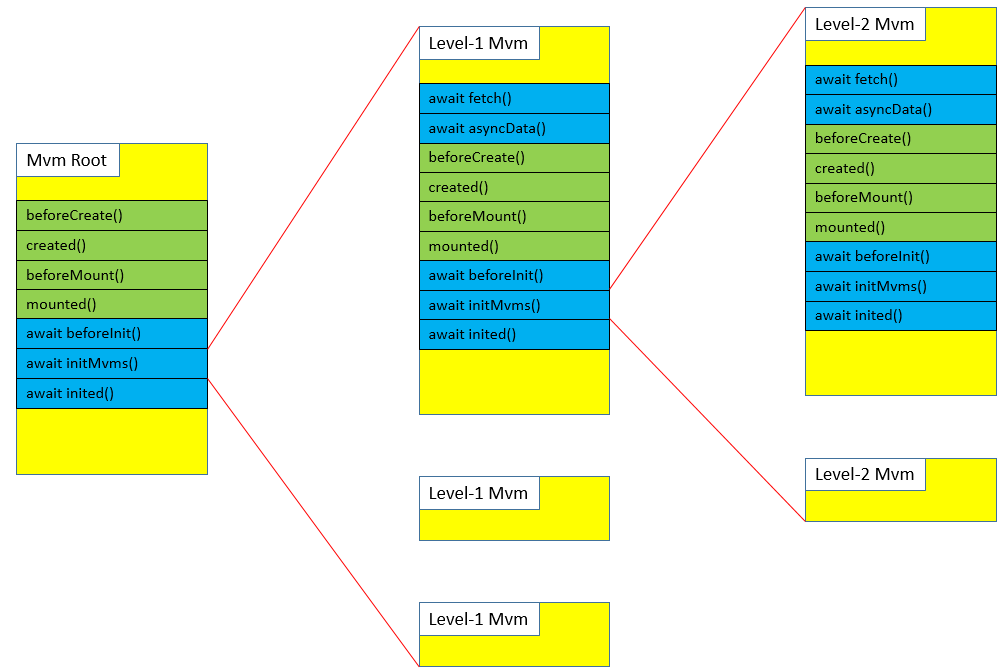 Mvm Root
beforeCreate()
created()
beforeMount()
mounted()
await beforeInit()
await initMvms()
await inited()
Level-1 Mvm
await fetch()
await asyncData()
beforeCreate()
created()
beforeMount()
mounted()
await beforeInit()
await initMvms()
await inited()
Level-1 Mvm
Level-1 Mvm
Level-2 Mvm
await fetch()
await asyncData()
beforeCreate()
created()
beforeMount()
mounted()
await beforeInit()
await initMvms()
await inited()
Level-2 Mvm